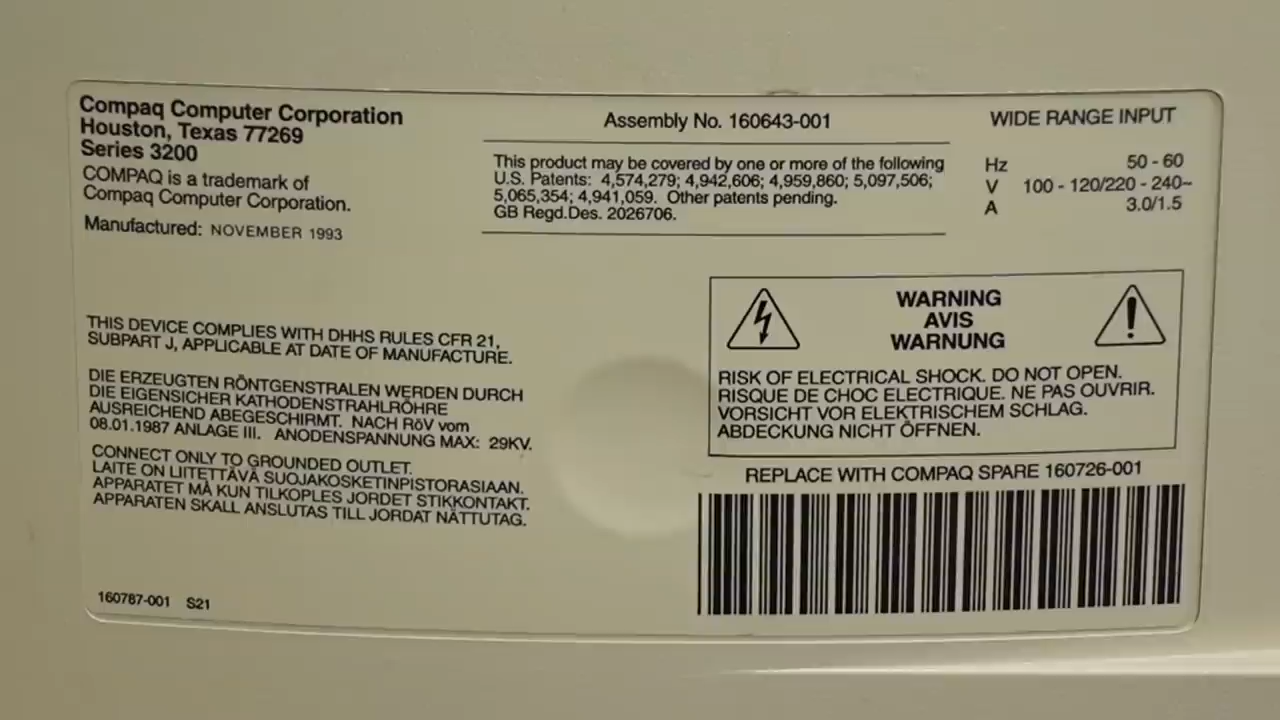 Compaq Computer Corporation
Houston, Texas 77269
Series 3200
COMPAQ is a trademark of
Compaq Computer Corporation.
Manufactured: NOVEMBER 1993
Assembly No. 160643-001
This product may be covered by one or more of the following
U.S. Patents: 4,574,279; 4,942,606; 4,959,860; 5,097,506;
5,065,354; 4,941,059. Other patents pending.
GB Regd.Des. 2026706.
WIDE RANGE INPUT
Hz 50 - 60
V 100 - 120/220 - 240~
A 3.0/1.5
THIS DEVICE COMPLIES WITH DHHS RULES CFR 21,
SUBPART J, APPLICABLE AT DATE OF MANUFACTURE.
DIE ERZEUGTEN RÖNTGENSTRALEN WERDEN DURCH
DIE EIGENSICHER KATHODENSTRAHLRÖHRE
AUSREICHEND ABEGESCHIRMT. NACH RöV vom
08.01.1987 ANLAGE III. ANODENSPANNUNG MAX: 29KV.
CONNECT ONLY TO GROUNDED OUTLET.
LAITE ON LIITETTÄVÄ SUOJAKOSKETINPISTORASIAAN.
APPARATET MÅ KUN TILKOPLES JORDET STIKKONTAKT.
APPARATEN SKALL ANSLUTAS TILL JORDAT NÄTTUTAG.
160787-001 S21
WARNING
AVIS
WARNUNG
RISK OF ELECTRICAL SHOCK. DO NOT OPEN.
RISQUE DE CHOC ELECTRIQUE. NE PAS OUVRIR.
VORSICHT VOR ELEKTRISCHEM SCHLAG.
ABDECKUNG NICHT ÖFFNEN.
REPLACE WITH COMPAQ SPARE 160726-001